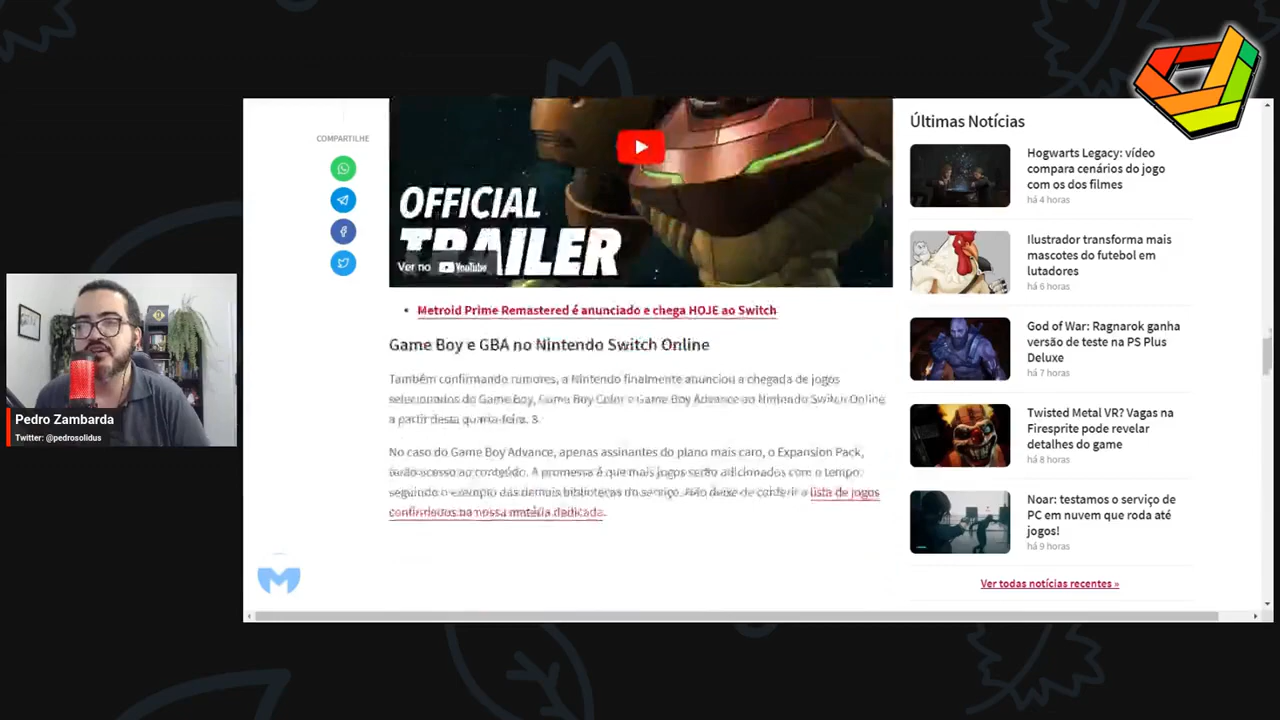 COMPARTILHE
OFFICIAL
TRAILER
Ver no YouTube
Metroid Prime Remastered é anunciado e chega HOJE ao Switch
Game Boy e GBA no Nintendo Switch Online
Também confirmando rumores, a Nintendo finalmente anunciou a chegada de jogos
selecionados do Game Boy, Game Boy Color e Game Boy Advance ao Nintendo Switch Online
a partir desta quarta-feira, 8.
No caso do Game Boy Advance, apenas assinantes do plano mais caro, o Expansion Pack,
terão acesso ao conteúdo. A promessa é que mais jogos serão adicionados com o tempo,
seguindo o exemplo das demais bibliotecas do serviço. Não deixe de conferir a lista de jogos
confirmados na nossa matéria dedicada.
Últimas Notícias
Hogwarts Legacy: vídeo
compara cenários do jogo
com os dos filmes
há 4 horas
Ilustrador transforma mais
mascotes do futebol em
lutadores
há 6 horas
God of War: Ragnarok ganha
versão de teste na PS Plus
Deluxe
há 7 horas
Twisted Metal VR? Vagas na
Firesprite pode revelar
detalhes do game
há 8 horas
Noar: testamos o serviço de
PC em nuvem que roda até
jogos!
há 9 horas
Ver todas notícias recentes »
Pedro Zambarda
Twitter: @pedrosolidus